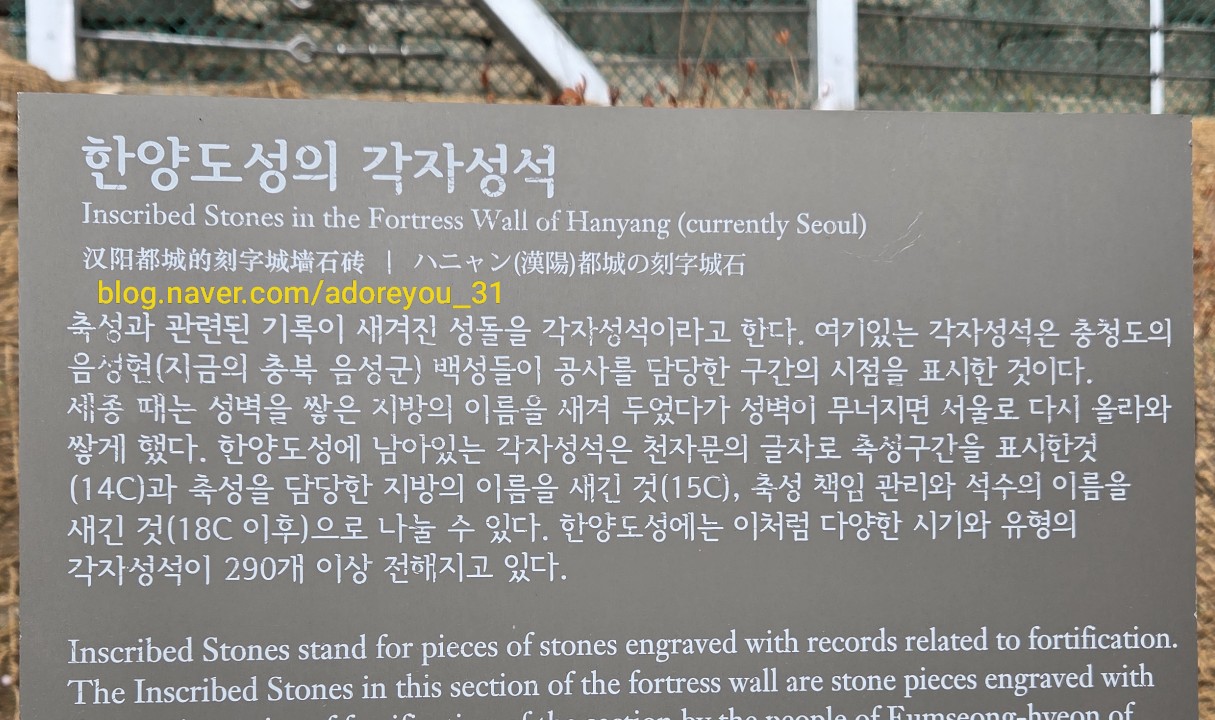 한양도성의 각자성석
Inscribed Stones in the Fortress Wall of Hanyang (currently Seoul)
汉阳都城的刻字城墙石砖 | ハニャン(漢陽)都城の刻字城石
blog.naver.com/adoreyou_31
축성과 관련된 기록이 새겨진 성돌을 각자성석이라고 한다. 여기있는 각자성석은 충청도의
음성현(지금의 충북 음성군) 백성들이 공사를 담당한 구간의 시점을 표시한 것이다.
세종 때는 성벽을 쌓은 지방의 이름을 새겨 두었다가 성벽이 무너지면 서울로 다시 올라와
쌓게 했다. 한양도성에 남아있는 각자성석은 천자문의 글자로 축성구간을 표시한것
(14C)과 축성을 담당한 지방의 이름을 새긴 것(15C), 축성 책임 관리와 석수의 이름을
새긴 것(18C 이후)으로 나눌 수 있다. 한양도성에는 이처럼 다양한 시기와 유형의
각자성석이 290개 이상 전해지고 있다.
Inscribed Stones stand for pieces of stones engraved with records related to fortification.
The Inscribed Stones in this section of the fortress wall are stone pieces engraved with
of fortification of the section by the people of Eumseong-hyeon of